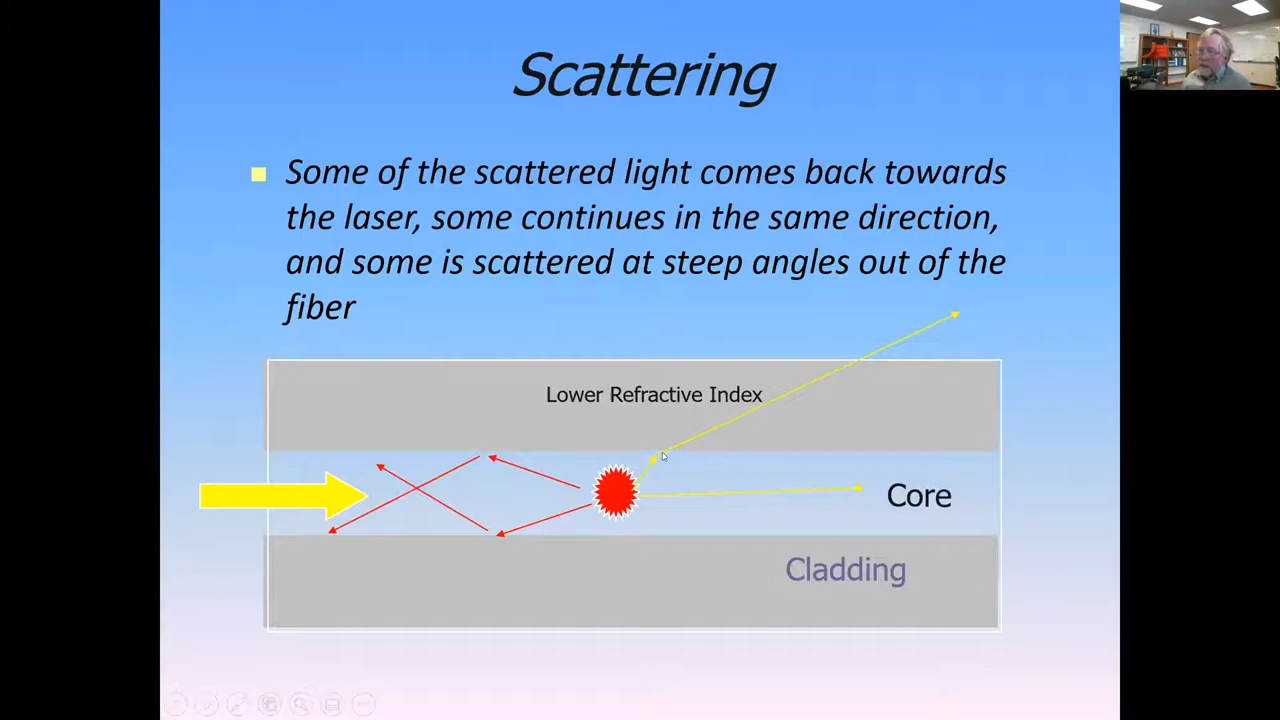 Scattering
Some of the scattered light comes back towards
the laser, some continues in the same direction,
and some is scattered at steep angles out of the
fiber
Lower Refractive Index
Core
Cladding